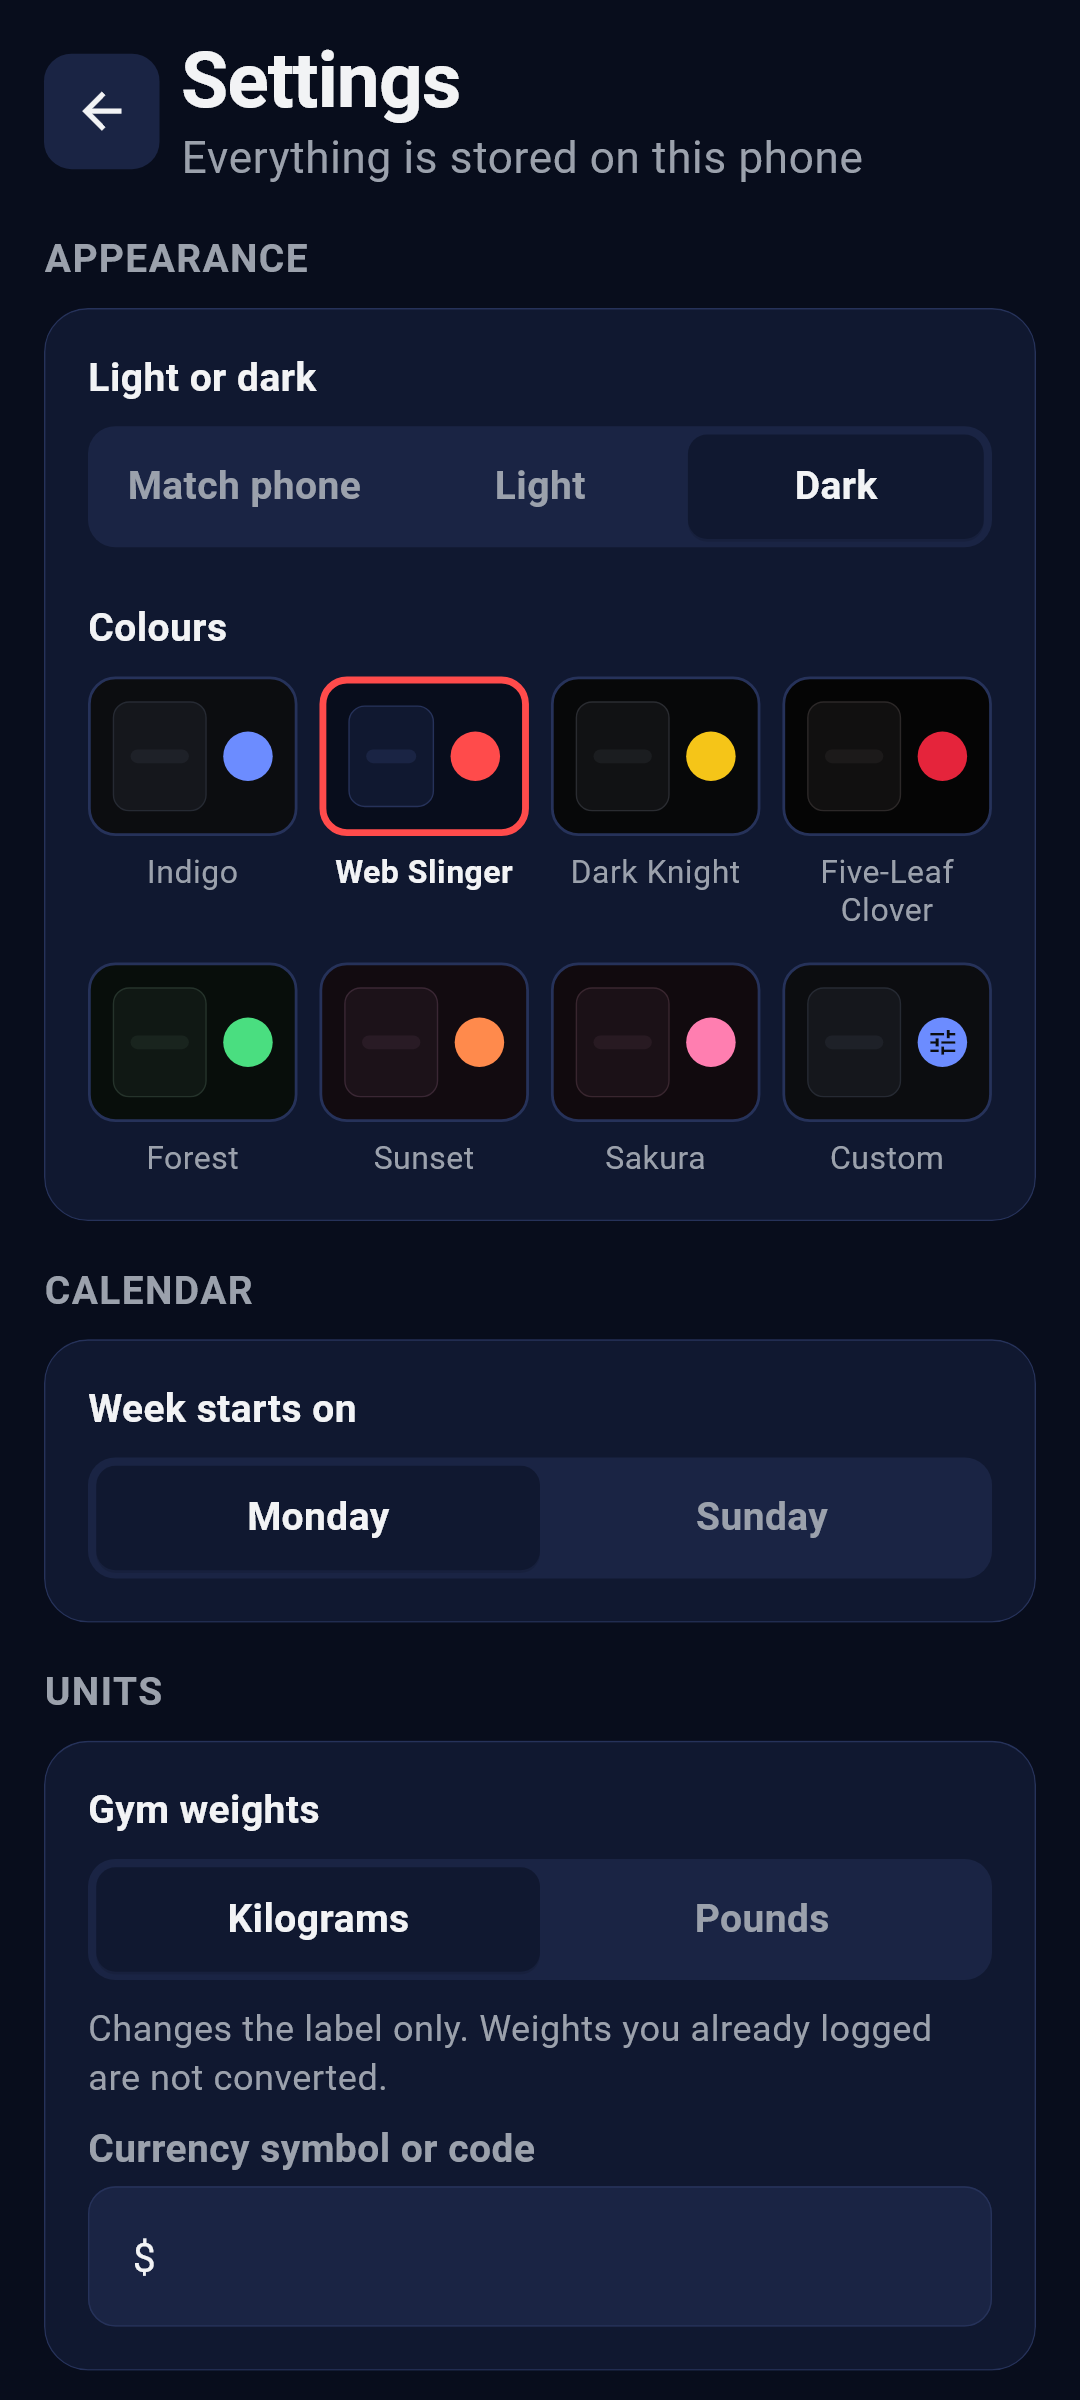 Settings
Everything is stored on this phone
APPEARANCE
Light or dark
Match phone Light Dark
Colours
Indigo Web Slinger Dark Knight Five-Leaf
Clover
Forest Sunset Sakura Custom
CALENDAR
Week starts on
Monday Sunday
UNITS
Gym weights
Kilograms Pounds
Changes the label only. Weights you already logged
are not converted.
Currency symbol or code
$